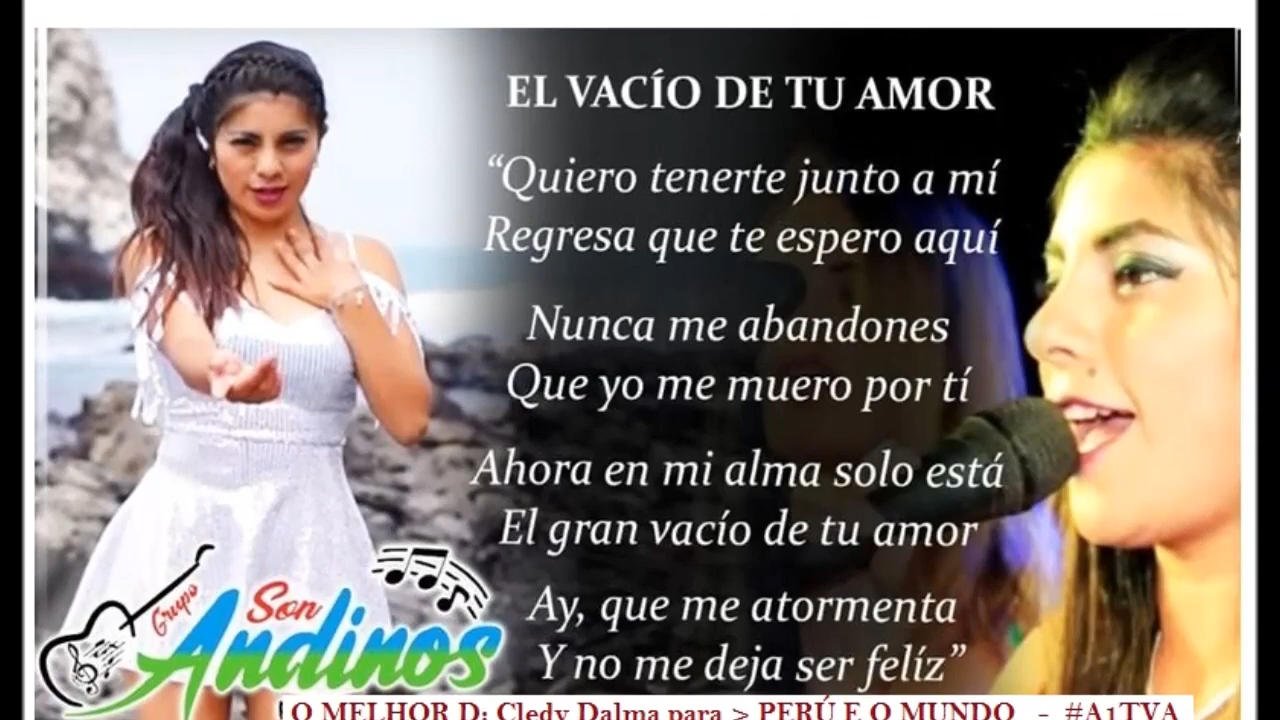 EL VACÍO DE TU AMOR
“Quiero tenerte junto a mí
Regresa que te espero aquí
Nunca me abandones
Que yo me muero por tí
Ahora en mi alma solo está
El gran vacío de tu amor
Ay, que me atormenta
Y no me deja ser felíz”
Grupo
Son
Andinos
O MELHOR D: Cledy Dalma para > PERÚ E O MUNDO - #A1TVA